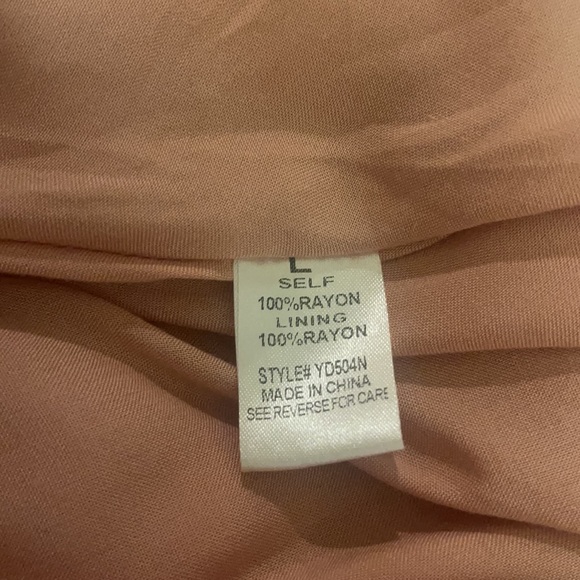 L
SELF
100%RAYON
LINING
100%RAYON
STYLE# YD504N
MADE IN CHINA
SEE REVERSE FOR CARE